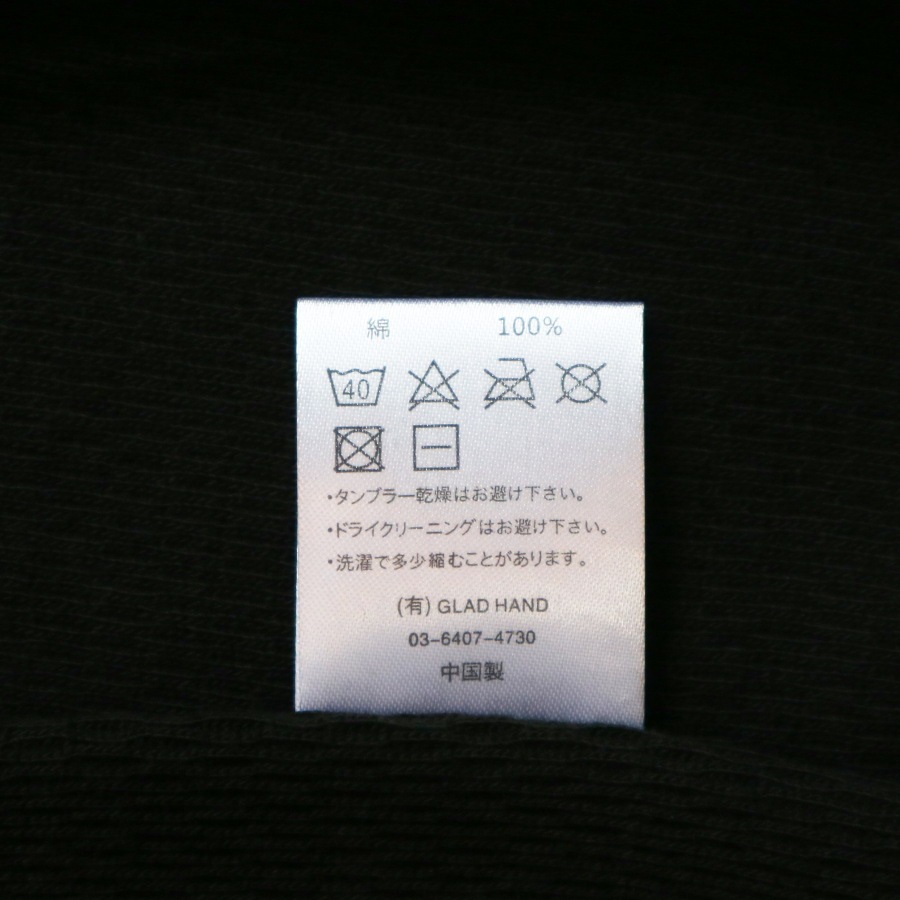 綿 100%
40
・タンブラー乾燥はお避け下さい。
・ドライクリーニングはお避け下さい。
・洗濯で多少縮むことがあります。
(有) GLAD HAND
03-6407-4730
中国製